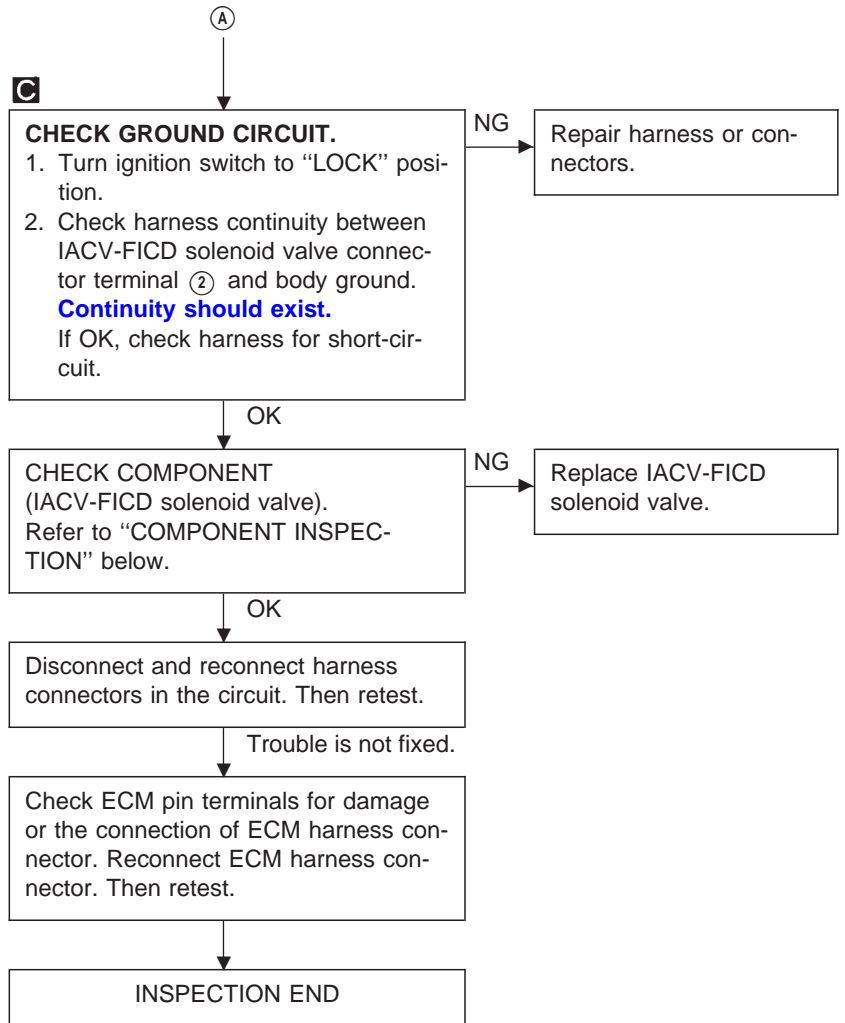 Ⓐ
C
CHECK GROUND CIRCUIT.
NG
1. Turn ignition switch to ‘‘LOCK’’ posi-
tion.
2. Check harness continuity between
IACV-FICD solenoid valve connec-
tor terminal ② and body ground.
Continuity should exist.
If OK, check harness for short-cir-
cuit.
Repair harness or con-
nectors.
OK
CHECK COMPONENT
(IACV-FICD solenoid valve).
Refer to ‘‘COMPONENT INSPEC-
TION’’ below.
NG
Replace IACV-FICD
solenoid valve.
OK
Disconnect and reconnect harness
connectors in the circuit. Then retest.
Trouble is not fixed.
Check ECM pin terminals for damage
or the connection of ECM harness con-
nector. Reconnect ECM harness con-
nector. Then retest.
INSPECTION END